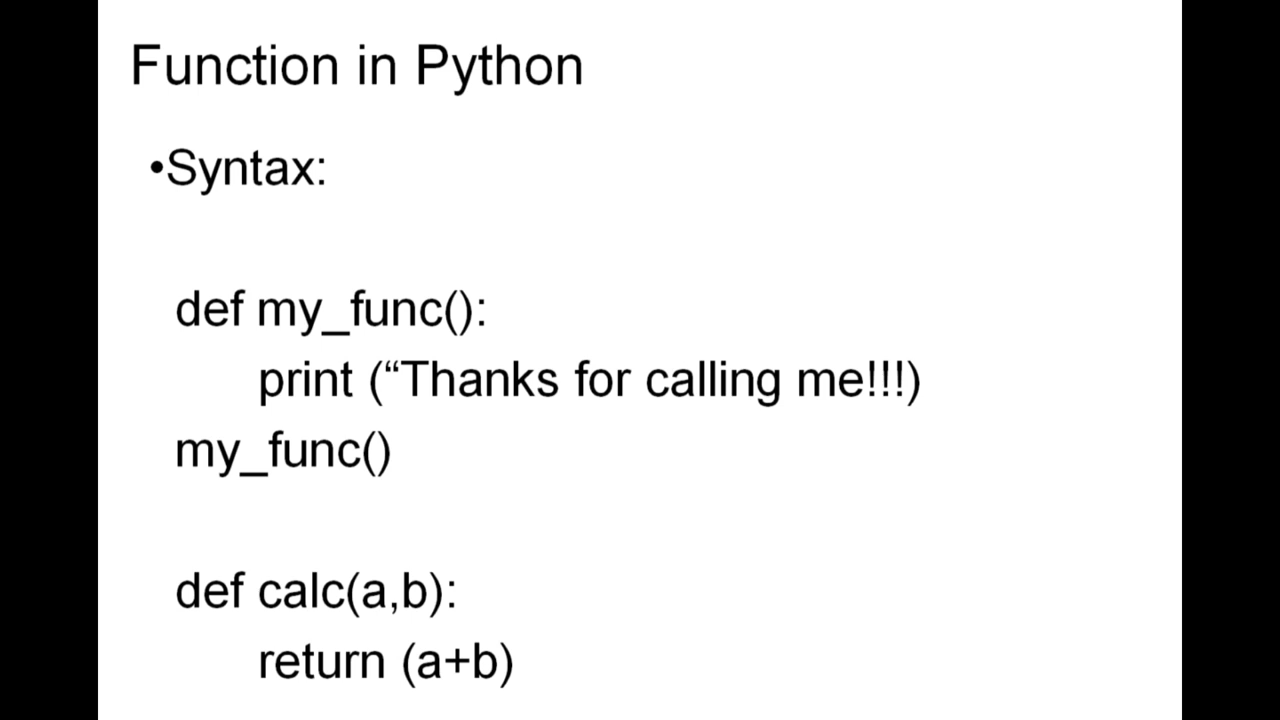 Function in Python
•Syntax:
def my_func():
print (“Thanks for calling me!!!)
my_func()
def calc(a,b):
return (a+b)